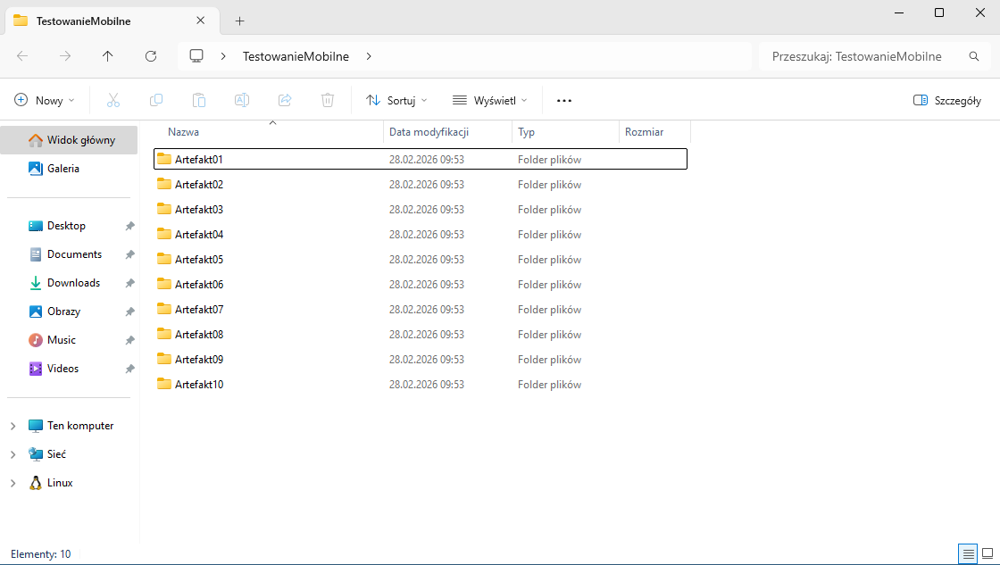 TestowanieMobilne
TestowanieMobilne
Przeszukaj: TestowanieMobilne
Nowy
Sortuj
Wyświetl
Szczegóły
Widok główny
Galeria
Desktop
Documents
Downloads
Obrazy
Music
Videos
Ten komputer
Sieć
Linux
Nazwa Data modyfikacji Typ Rozmiar
Artefakt01 28.02.2026 09:53 Folder plików
Artefakt02 28.02.2026 09:53 Folder plików
Artefakt03 28.02.2026 09:53 Folder plików
Artefakt04 28.02.2026 09:53 Folder plików
Artefakt05 28.02.2026 09:53 Folder plików
Artefakt06 28.02.2026 09:53 Folder plików
Artefakt07 28.02.2026 09:53 Folder plików
Artefakt08 28.02.2026 09:53 Folder plików
Artefakt09 28.02.2026 09:53 Folder plików
Artefakt10 28.02.2026 09:53 Folder plików
Elementy: 10